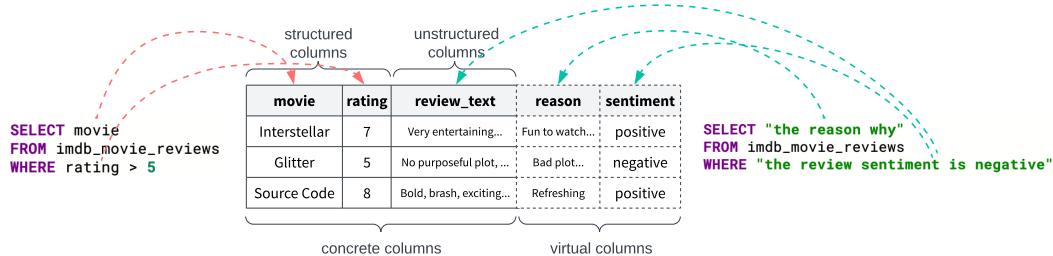 structured
columns
unstructured
columns
movie rating review_text reason sentiment
Interstellar 7 Very entertaining... Fun to watch... positive
Glitter 5 No purposeful plot, ... Bad plot... negative
Source Code 8 Bold, brash, exciting... Refreshing positive
SELECT movie
FROM imdb_movie_reviews
WHERE rating > 5
SELECT "the reason why"
FROM imdb_movie_reviews
WHERE "the review sentiment is negative"
concrete columns
virtual columns